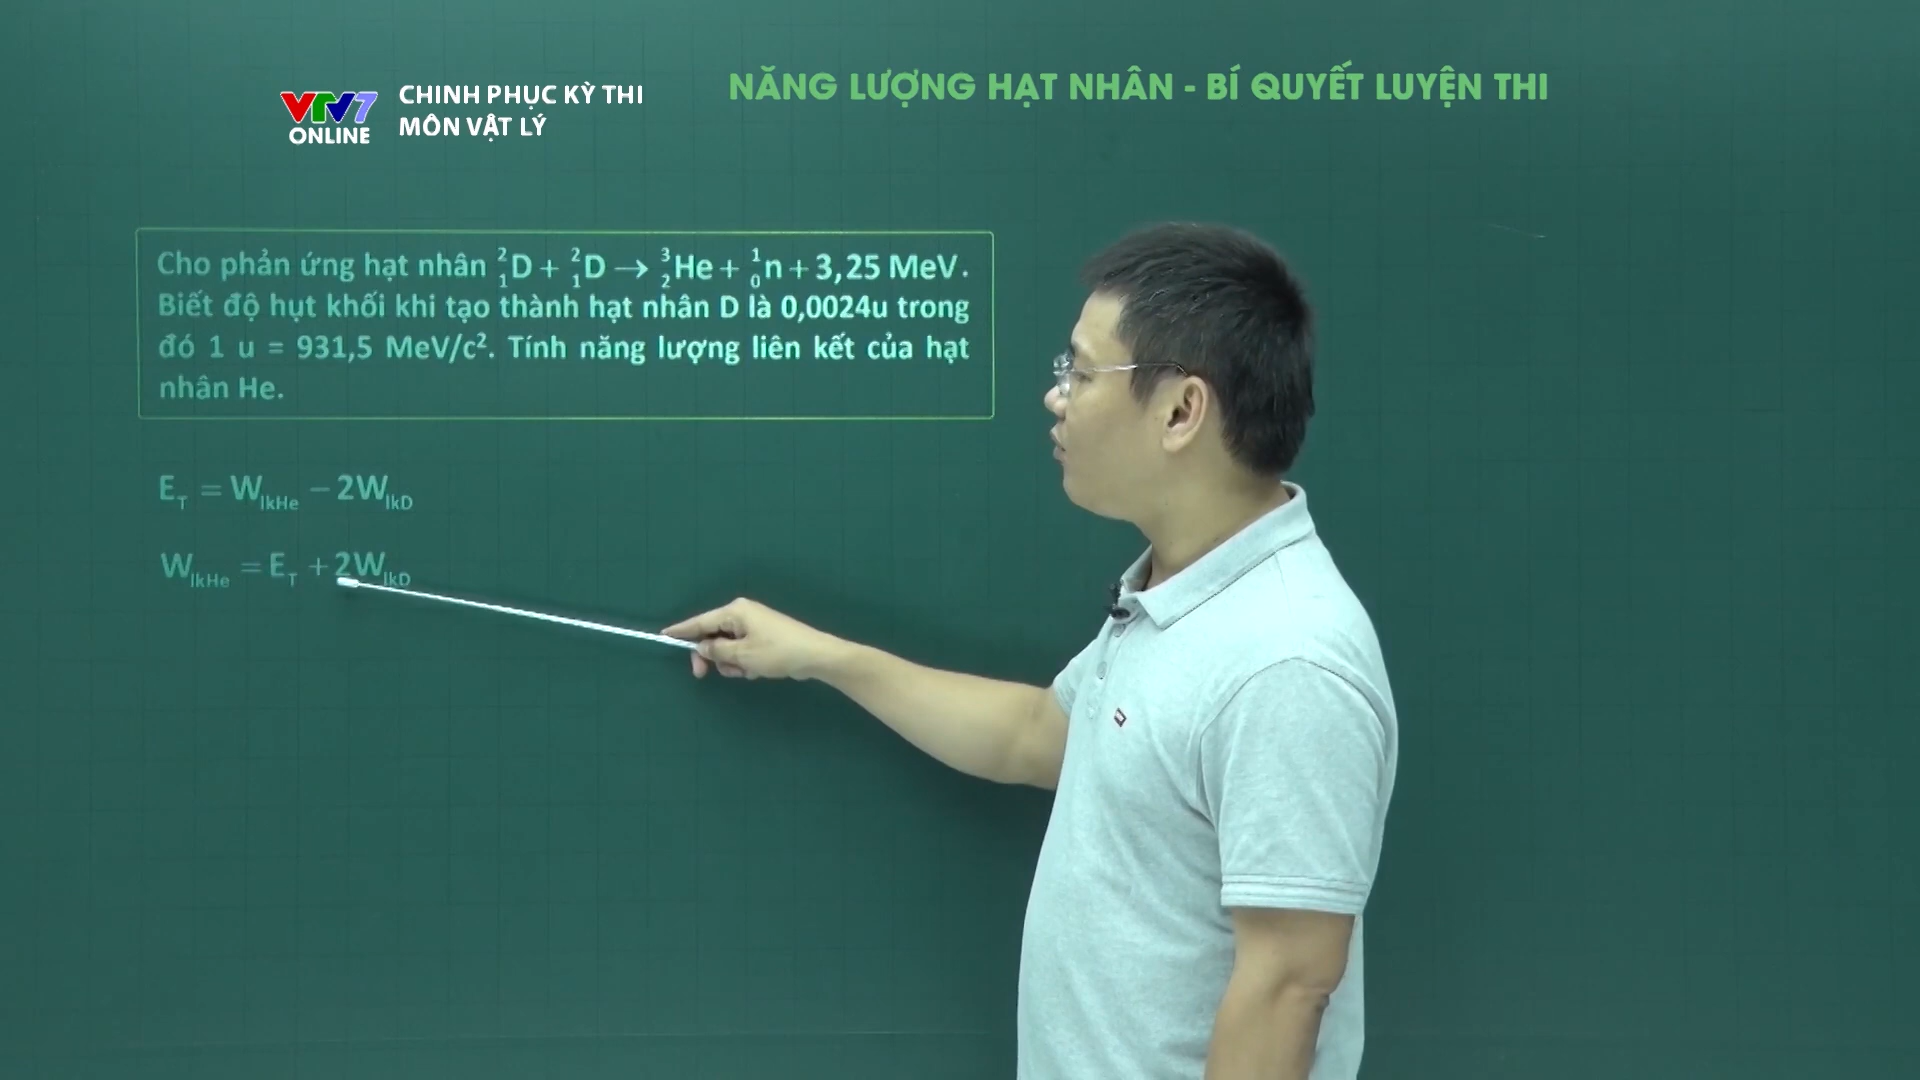 VTV7
ONLINE
CHINH PHỤC KỲ THI
MÔN VẬT LÝ
NĂNG LƯỢNG HẠT NHÂN - BÍ QUYẾT LUYỆN THI
Cho phản ứng hạt nhân ²₁D + ²₁D → ³₂He + ¹₀n + 3,25 MeV.
Biết độ hụt khối khi tạo thành hạt nhân D là 0,0024u trong
đó 1 u = 931,5 MeV/c². Tính năng lượng liên kết của hạt
nhân He.
E_T = W_lkHe − 2W_lkD
W_lkHe = E_T + 2W_lkD